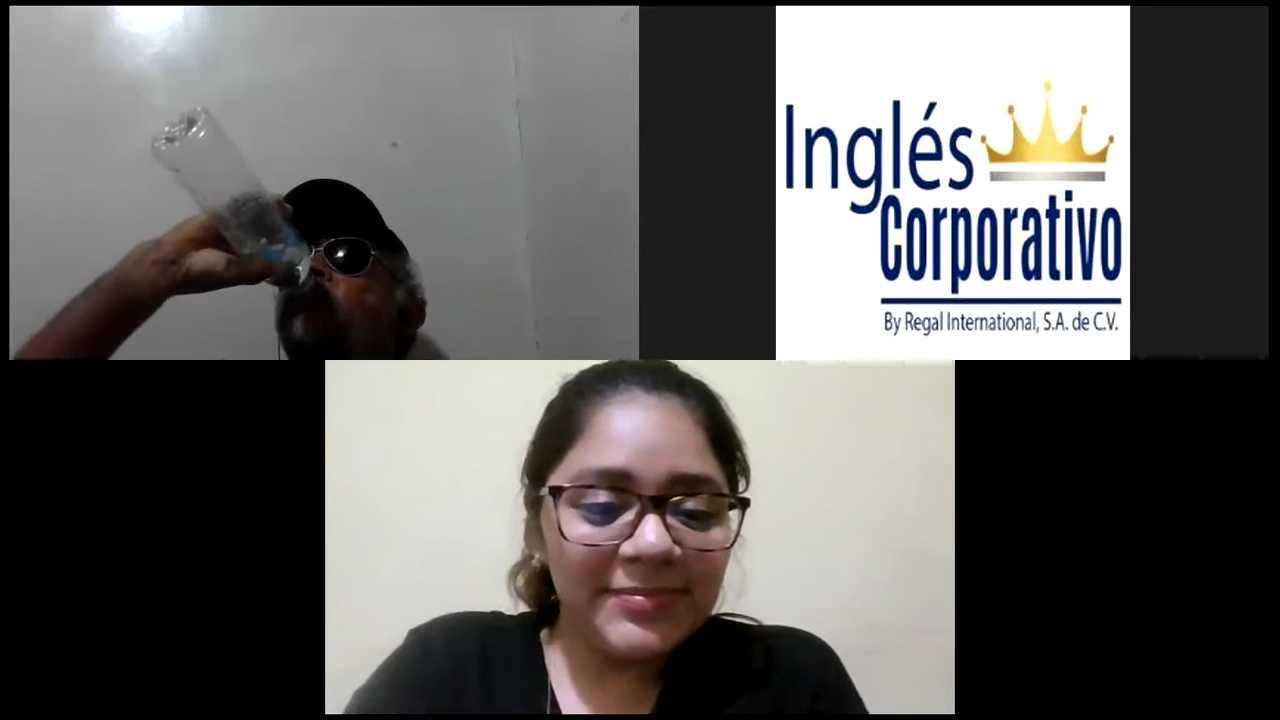 Inglés
Corporativo
By Regal International, S.A. de C.V.